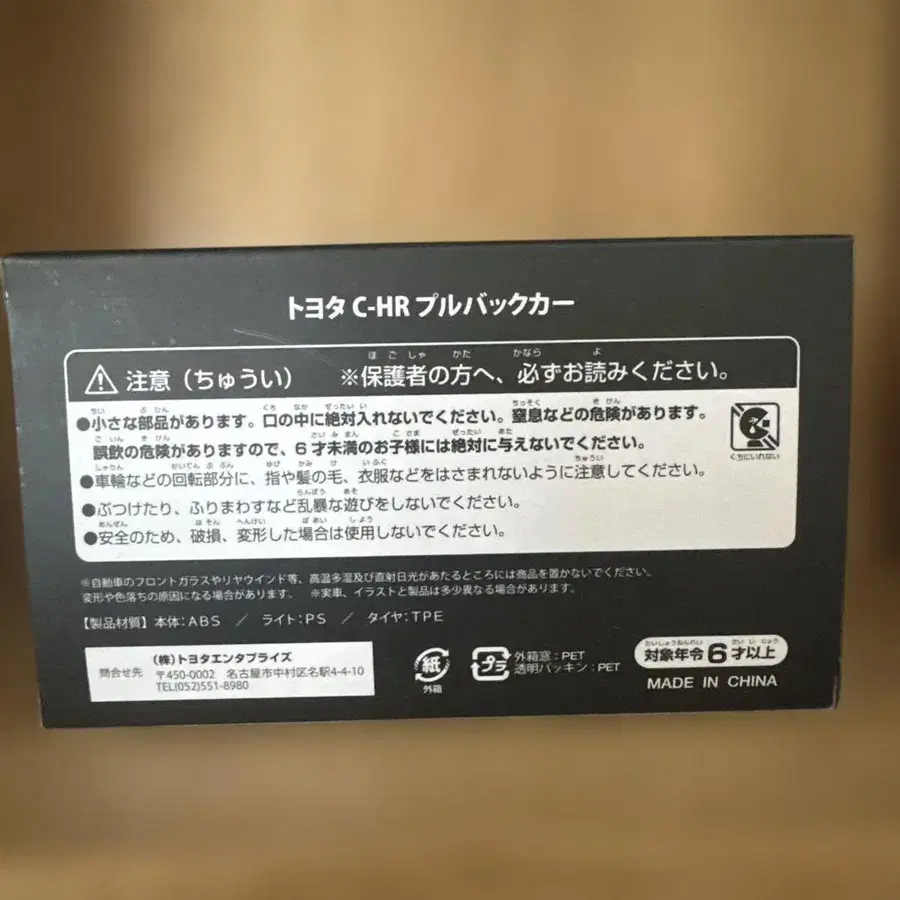 トヨタ C-HR プルバックカー
注意（ちゅうい） ※保護者の方へ、必ずお読みください。
●小さな部品があります。口の中に絶対入れないでください。窒息などの危険があります。
誤飲の危険がありますので、6才未満のお子様には絶対に与えないでください。
●車輪などの回転部分に、指や髪の毛、衣服などをはさまれないように注意してください。
●ぶつけたり、ふりまわすなど乱暴な遊びをしないでください。
●安全のため、破損、変形した場合は使用しないでください。
くちにいれない
※自動車のフロントガラスやリヤウインド等、高温多湿及び直射日光があたるところには商品を置かないでください。
変形や色落ちの原因になる場合があります。 ※実車、イラストと製品は多少異なる場合があります。
【製品材質】本体：ABS ／ ライト：PS ／ タイヤ：TPE
問合せ先
（株）トヨタエンタプライズ
〒450-0002 名古屋市中村区名駅4-4-10
TEL(052)551-8980
紙
外箱
プラ
外箱窓：PET
透明パッキン：PET
対象年令6才以上
MADE IN CHINA